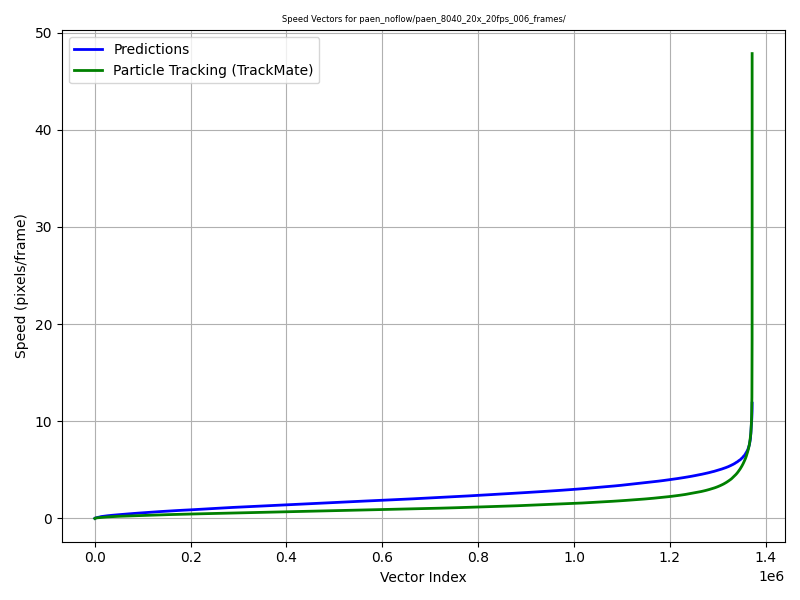 Speed Vectors for paen_noflow/paen_8040_20x_20fps_006_frames/
Predictions
Particle Tracking (TrackMate)
Speed (pixels/frame)
50
40
30
20
10
0
0.0 0.2 0.4 0.6 0.8 1.0 1.2 1.4
1e6
Vector Index